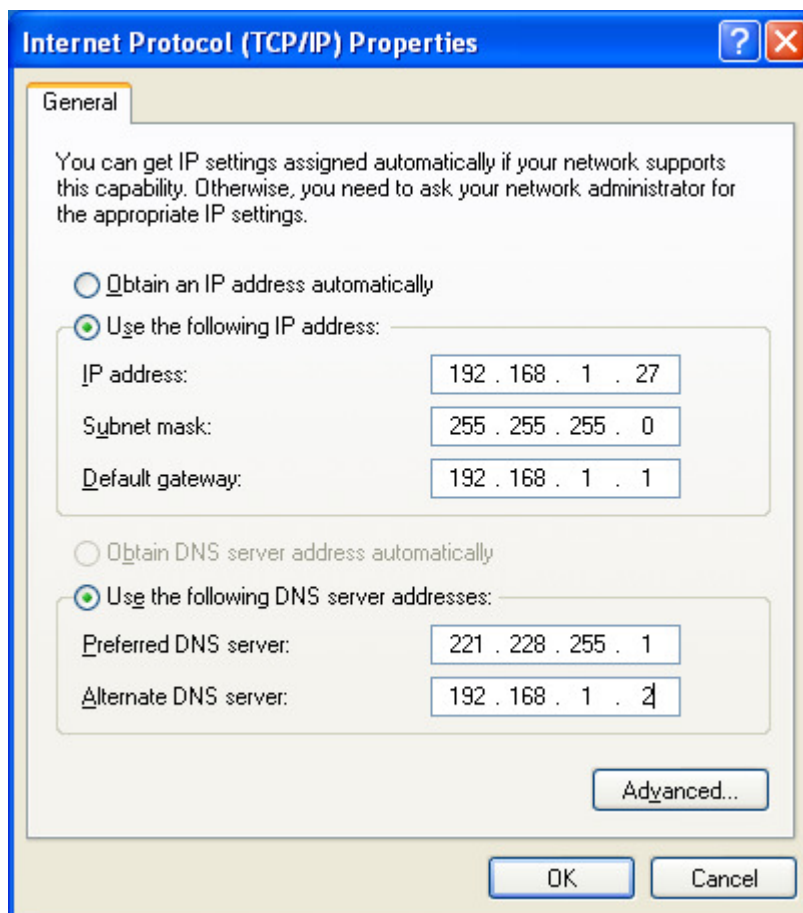 Internet Protocol (TCP/IP) Properties
General
You can get IP settings assigned automatically if your network supports
this capability. Otherwise, you need to ask your network administrator for
the appropriate IP settings.
Obtain an IP address automatically
Use the following IP address:
IP address: 192 . 168 . 1 . 27
Subnet mask: 255 . 255 . 255 . 0
Default gateway: 192 . 168 . 1 . 1
Obtain DNS server address automatically
Use the following DNS server addresses:
Preferred DNS server: 221 . 228 . 255 . 1
Alternate DNS server: 192 . 168 . 1 . 2
Advanced...
OK Cancel